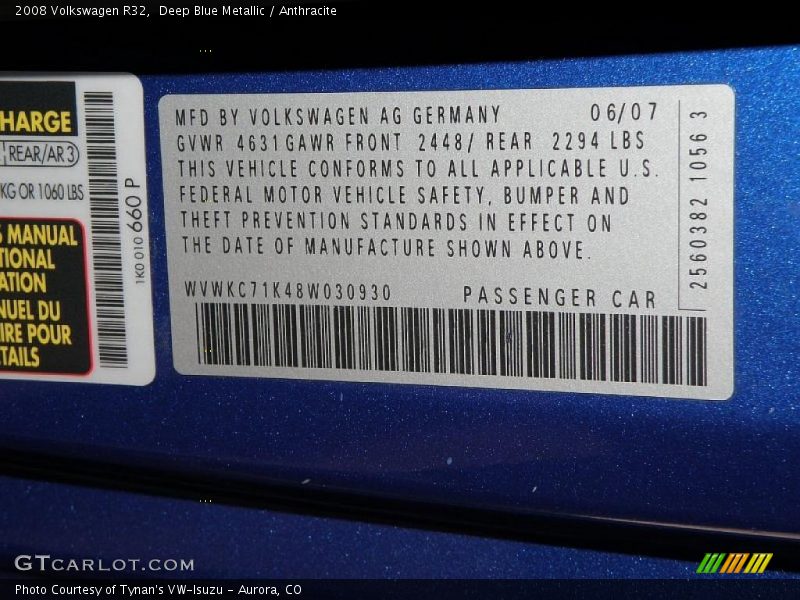 2008 Volkswagen R32, Deep Blue Metallic / Anthracite
HARGE
REAR/AR 3
KG OR 1060 LBS
S MANUAL
TIONAL
ATION
NUEL DU
IRE POUR
TAILS
1K0 010 660 P
MFD BY VOLKSWAGEN AG GERMANY 06/07
GVWR 4631 GAWR FRONT 2448/ REAR 2294 LBS
THIS VEHICLE CONFORMS TO ALL APPLICABLE U.S.
FEDERAL MOTOR VEHICLE SAFETY, BUMPER AND
THEFT PREVENTION STANDARDS IN EFFECT ON
THE DATE OF MANUFACTURE SHOWN ABOVE.
WVWKC71K48W030930 PASSENGER CAR
2560382 1056 3
GTCARLOT.COM
Photo Courtesy of Tynan's VW-Isuzu - Aurora, CO